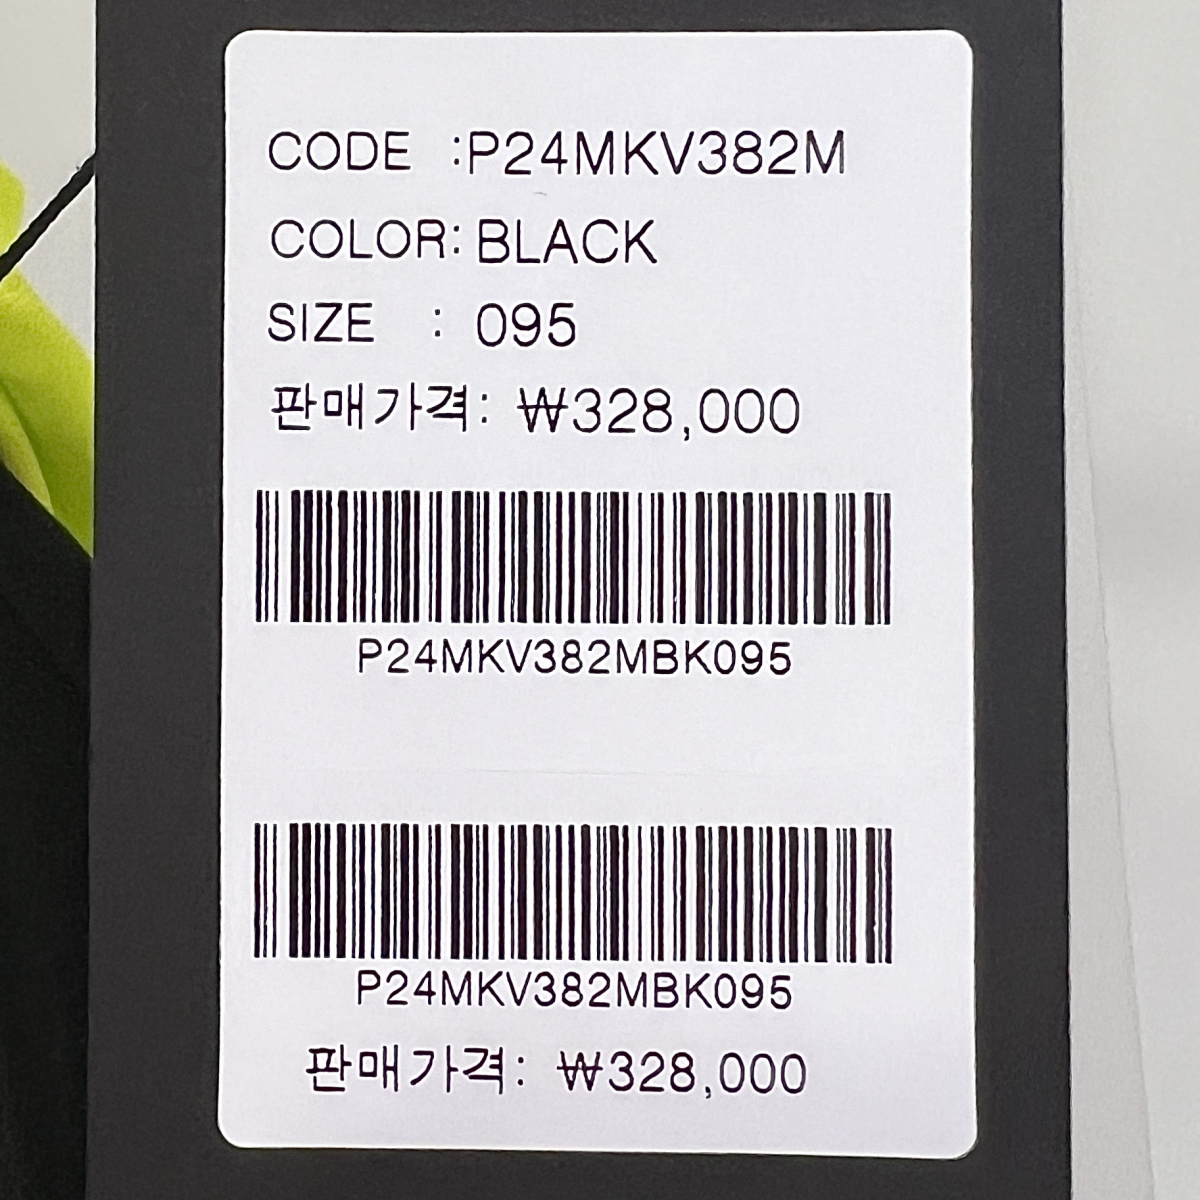 CODE :P24MKV382M
COLOR: BLACK
SIZE : 095
판매가격: ₩328,000
P24MKV382MBK095
P24MKV382MBK095
판매가격: ₩328,000